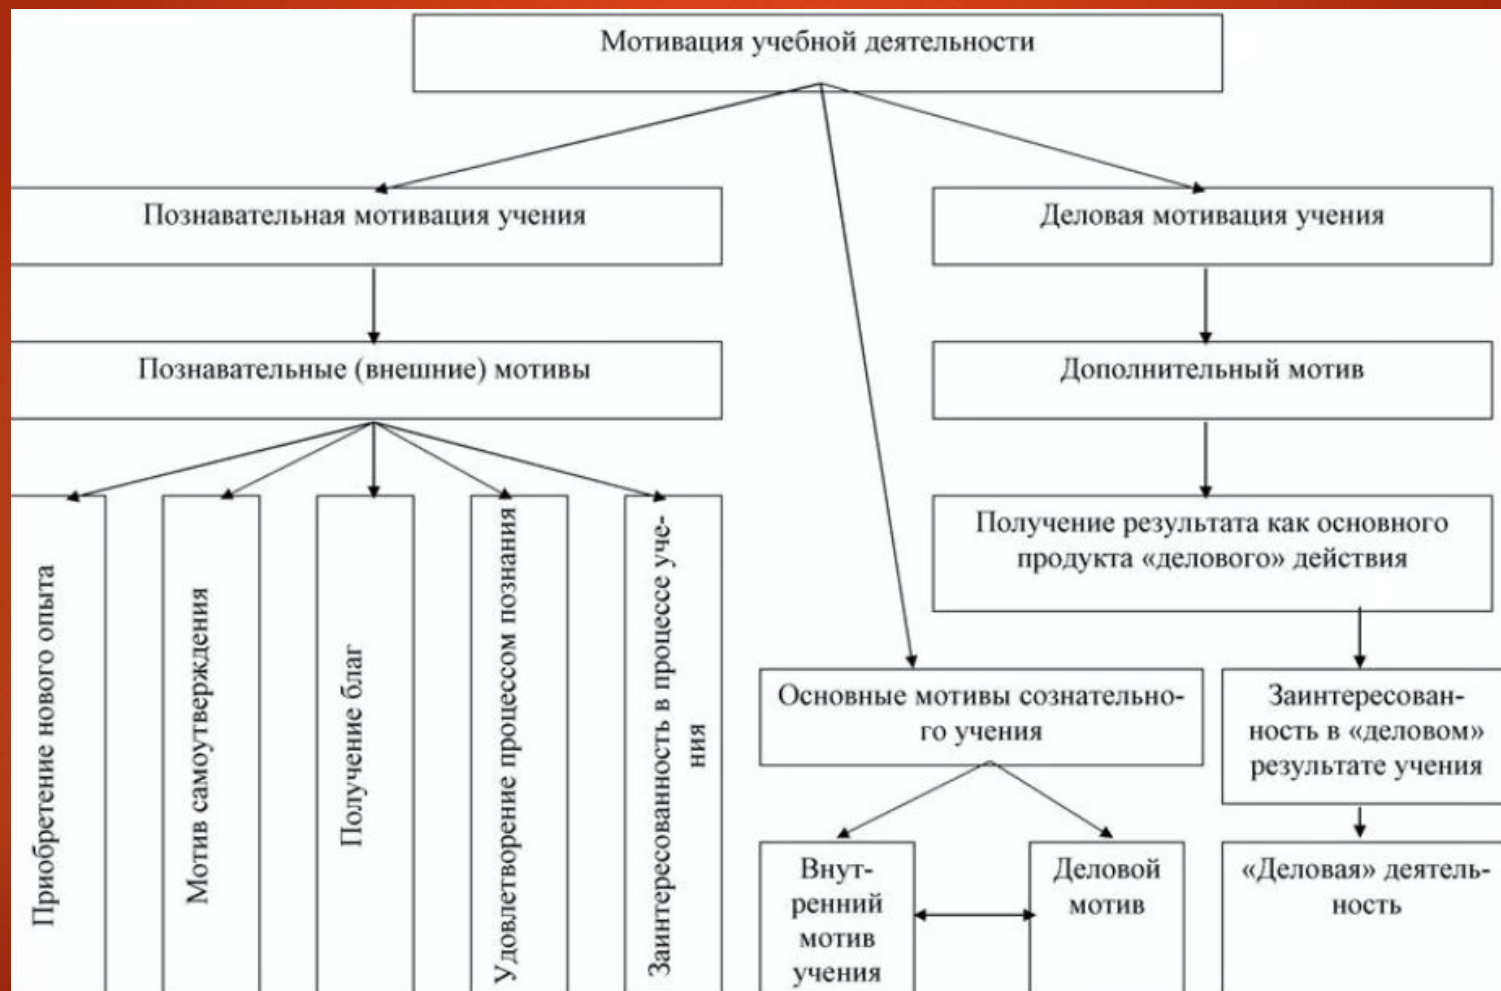 Мотивация учебной деятельности
Познавательная мотивация учения
Деловая мотивация учения
Познавательные (внешние) мотивы
Дополнительный мотив
Приобретение нового опыта
Мотив самоутверждения
Получение благ
Удовлетворение процессом познания
Заинтересованность в процессе уче-
ния
Получение результата как основного
продукта «делового» действия
Основные мотивы сознательно-
го учения
Заинтересован-
ность в «деловом»
результате учения
Внут-
ренний
мотив
учения
Деловой
мотив
«Деловая» деятель-
ность